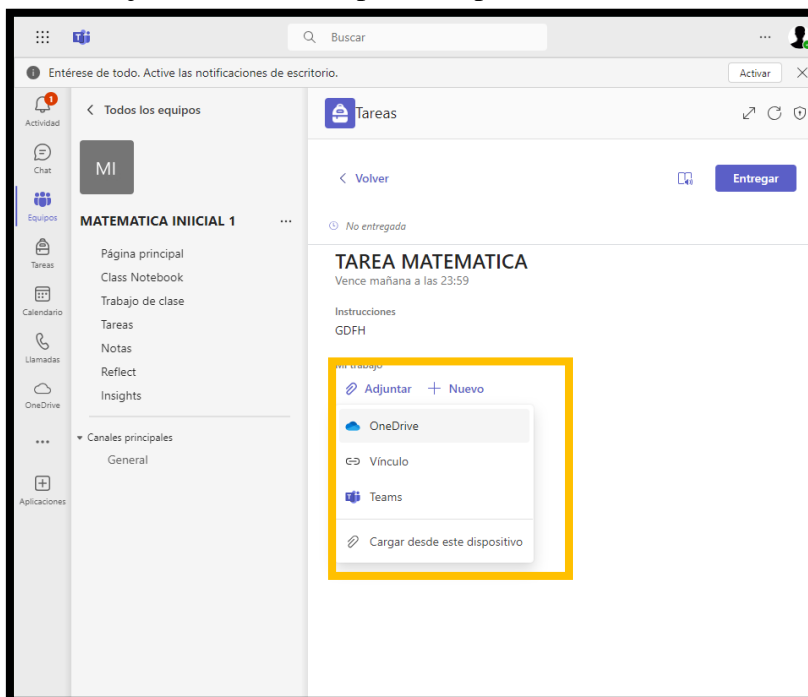 Buscar
Entérese de todo. Active las notificaciones de escritorio.
Activar
1
Actividad
Chat
Equipos
Tareas
Calendario
Llamadas
OneDrive
Aplicaciones
Todos los equipos
MI
MATEMATICA INIICIAL 1
Página principal
Class Notebook
Trabajo de clase
Tareas
Notas
Reflect
Insights
Canales principales
General
Tareas
Volver
Entregar
No entregada
TAREA MATEMATICA
Vence mañana a las 23:59
Instrucciones
GDFH
Mi trabajo
Adjuntar
Nuevo
OneDrive
Vínculo
Teams
Cargar desde este dispositivo